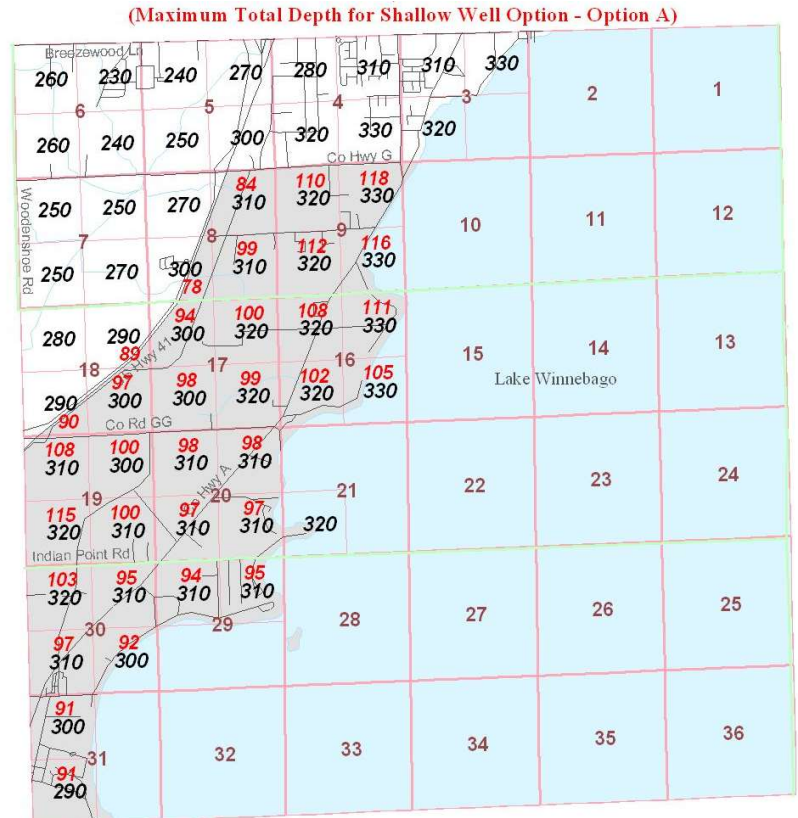 (Maximum Total Depth for Shallow Well Option - Option A)
Breezewood Ln
260 230 240 270 280 310 310 330
6 5 4 3 2 1
260 240 250 300 320 330 320
Co Hwy G
Woodenshoe Rd
84 110 118
250 250 270 310 320 330
7 8 9 10 11 12
99 112 116
250 270 300 310 320 330
78
94 100 108 111
280 290 300 320 320 330
89
Hwy 41
18 17 16 15 14 13
Lake Winnebago
97 98 99 102 105
290 300 300 320 320 330
90
Co Rd GG
108 100 98 98
310 300 310 310
Hwy A
19 20 21 22 23 24
115 100 97 97
320 310 310 310 320
Indian Point Rd
103 95 94 95
320 310 310 310
30 29 28 27 26 25
97 92
310 300
91
300
31 32 33 34 35 36
91
290